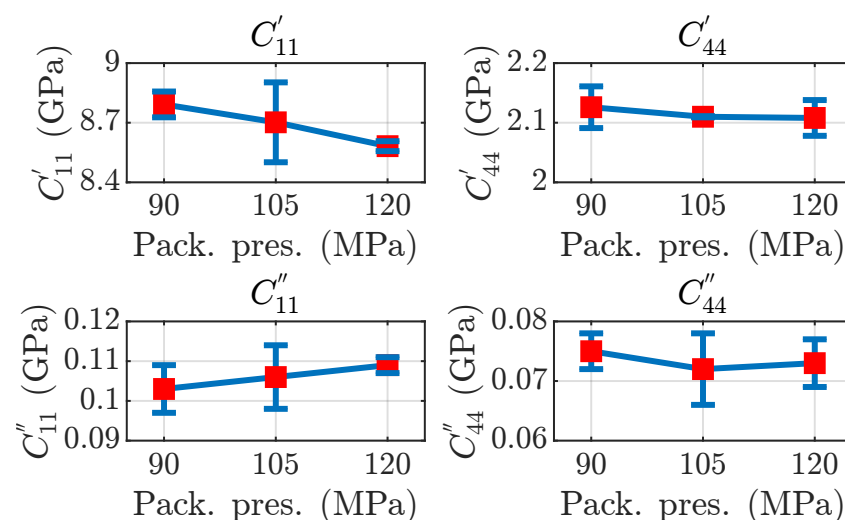 C'₁₁
C'₁₁ (GPa)
9
8.7
8.4
90 105 120
Pack. pres. (MPa)
C'₄₄
C'₄₄ (GPa)
2.2
2.1
2
90 105 120
Pack. pres. (MPa)
C''₁₁
C''₁₁ (GPa)
0.12
0.11
0.1
0.09
90 105 120
Pack. pres. (MPa)
C''₄₄
C''₄₄ (GPa)
0.08
0.07
0.06
90 105 120
Pack. pres. (MPa)